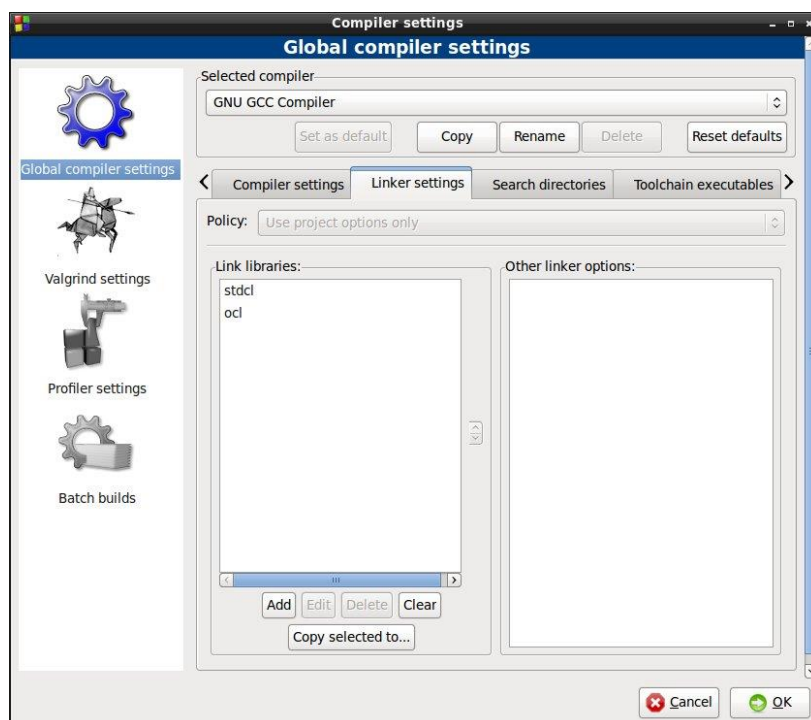 Compiler settings
Global compiler settings
Global compiler settings
Valgrind settings
Profiler settings
Batch builds
Selected compiler
GNU GCC Compiler
Set as default Copy Rename Delete Reset defaults
Compiler settings Linker settings Search directories Toolchain executables
Policy: Use project options only
Link libraries:
stdcl
ocl
Add Edit Delete Clear
Copy selected to...
Other linker options:
Cancel OK